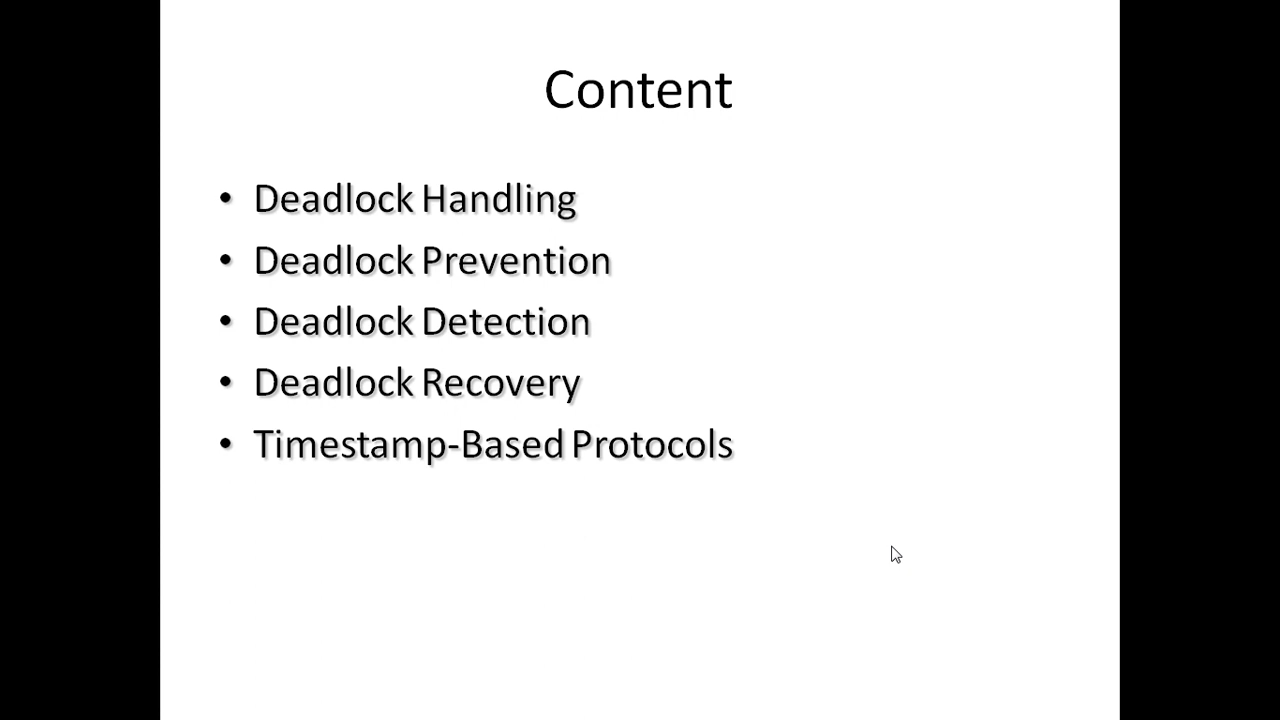 Content
• Deadlock Handling
• Deadlock Prevention
• Deadlock Detection
• Deadlock Recovery
• Timestamp-Based Protocols